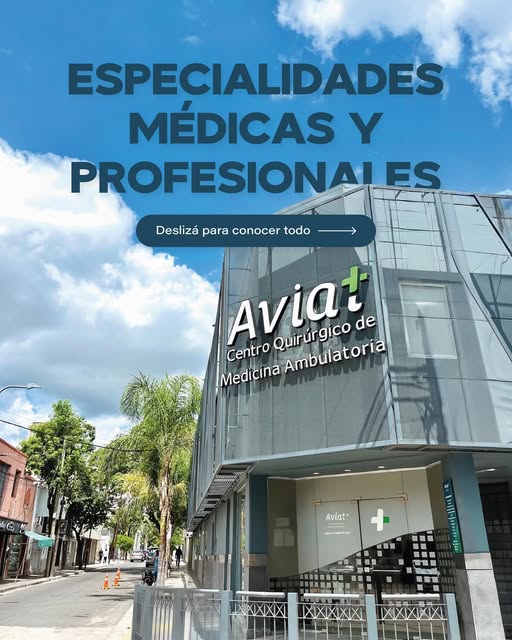 ESPECIALIDADES
MÉDICAS Y
PROFESIONALES
Deslizá para conocer todo
Aviat
Centro Quirúrgico de
Medicina Ambulatoria
Aviat